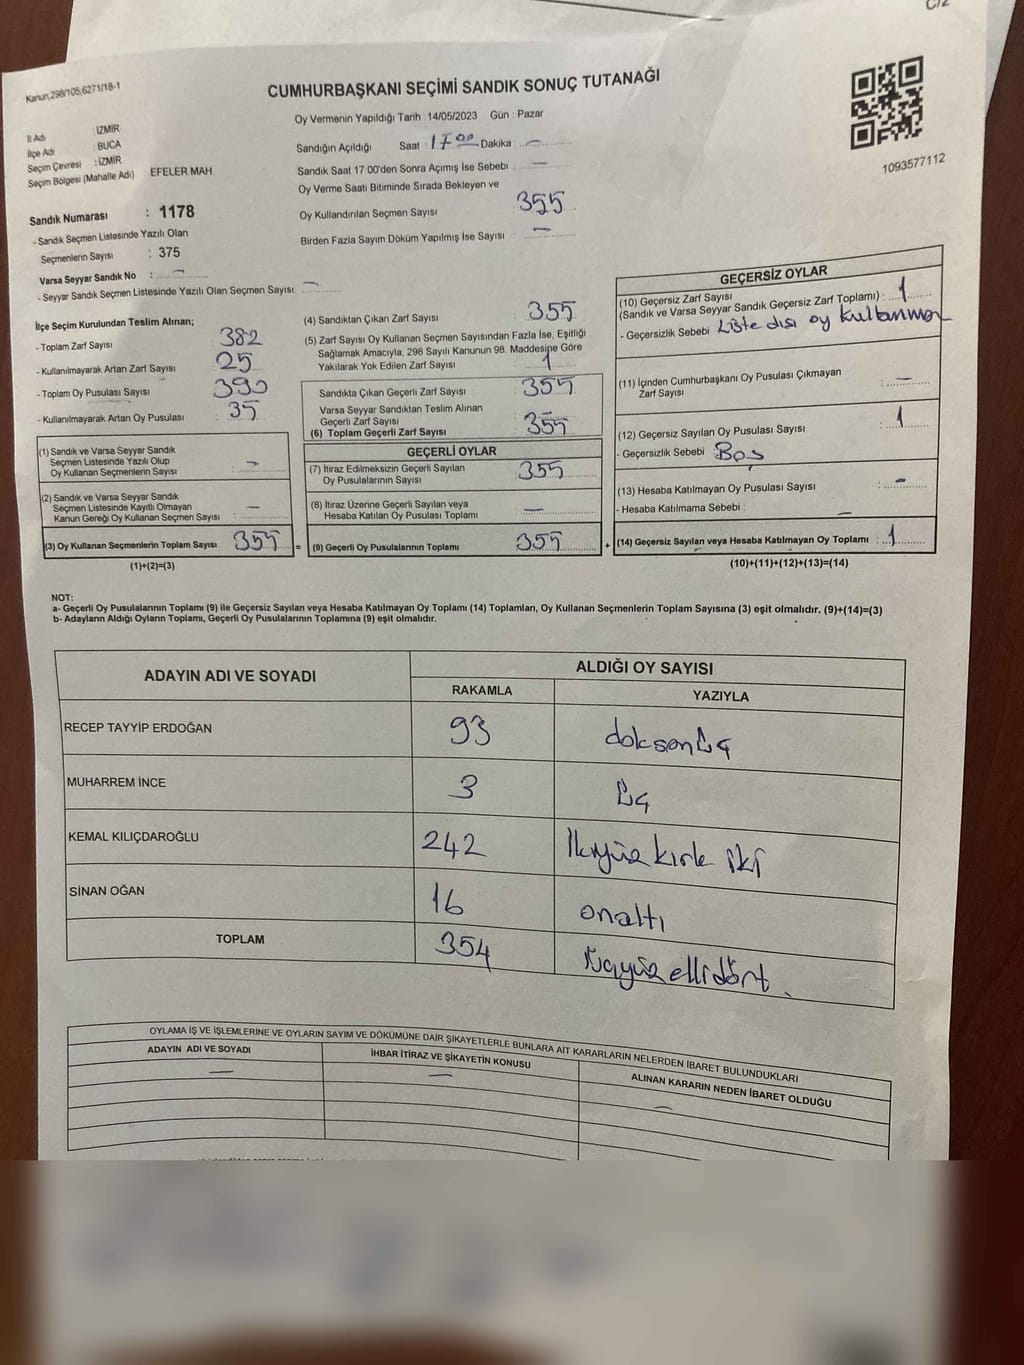 C/2
Kanun,298/105,6271/18-1
CUMHURBAŞKANI SEÇİMİ SANDIK SONUÇ TUTANAĞI
1093577112
İl Adı : İZMİR
İlçe Adı : BUCA
Seçim Çevresi : İZMİR
Seçim Bölgesi (Mahalle Adı) : EFELER MAH
Sandık Numarası : 1178
- Sandık Seçmen Listesinde Yazılı Olan
Seçmenlerin Sayısı : 375
Varsa Seyyar Sandık No : —
- Seyyar Sandık Seçmen Listesinde Yazılı Olan Seçmen Sayısı : —
Oy Vermenin Yapıldığı Tarih : 14/05/2023 Gün : Pazar
Sandığın Açıldığı Saat : 17 00 Dakika : —
Sandık Saat 17.00'den Sonra Açımış İse Sebebi : —
Oy Verme Saati Bitiminde Sırada Bekleyen ve
Oy Kullandırılan Seçmen Sayısı : 355
Birden Fazla Sayım Döküm Yapılmış İse Sayısı : —
İlçe Seçim Kurulundan Teslim Alınan;
- Toplam Zarf Sayısı : 382
- Kullanılmayarak Artan Zarf Sayısı : 25
- Toplam Oy Pusulası Sayısı : 390
- Kullanılmayarak Artan Oy Pusulası : 35
(1) Sandık ve Varsa Seyyar Sandık
Seçmen Listesinde Yazılı Olup
Oy Kullanan Seçmenlerin Sayısı : —
(2) Sandık ve Varsa Seyyar Sandık
Seçmen Listesinde Kayıtlı Olmayan
Kanun Gereği Oy Kullanan Seçmen Sayısı : —
(3) Oy Kullanan Seçmenlerin Toplam Sayısı 355 =
(1)+(2)=(3)
(4) Sandıktan Çıkan Zarf Sayısı : 355
(5) Zarf Sayısı Oy Kullanan Seçmen Sayısından Fazla İse, Eşitliği
Sağlamak Amacıyla, 298 Sayılı Kanunun 98. Maddesine Göre
Yakılarak Yok Edilen Zarf Sayısı : 1
Sandıkta Çıkan Geçerli Zarf Sayısı : 355
Varsa Seyyar Sandıktan Teslim Alınan
Geçerli Zarf Sayısı : 355
(6) Toplam Geçerli Zarf Sayısı
GEÇERLİ OYLAR
(7) İtiraz Edilmeksizin Geçerli Sayılan
Oy Pusulalarının Sayısı : 355
(8) İtiraz Üzerine Geçerli Sayılan veya
Hesaba Katılan Oy Pusulası Toplamı : —
(9) Geçerli Oy Pusulalarının Toplamı : 355 +
GEÇERSİZ OYLAR
(10) Geçersiz Zarf Sayısı
(Sandık ve Varsa Seyyar Sandık Geçersiz Zarf Toplamı) : 1
- Geçersizlik Sebebi : Liste dışı oy kullanma
(11) İçinden Cumhurbaşkanı Oy Pusulası Çıkmayan
Zarf Sayısı : —
(12) Geçersiz Sayılan Oy Pusulası Sayısı : 1
- Geçersizlik Sebebi : Boş
(13) Hesaba Katılmayan Oy Pusulası Sayısı : —
- Hesaba Katılmama Sebebi : —
(14) Geçersiz Sayılan veya Hesaba Katılmayan Oy Toplamı : 1
(10)+(11)+(12)+(13)=(14)
NOT:
a- Geçerli Oy Pusulalarının Toplamı (9) ile Geçersiz Sayılan veya Hesaba Katılmayan Oy Toplamı (14) Toplamları, Oy Kullanan Seçmenlerin Toplam Sayısına (3) eşit olmalıdır. (9)+(14)=(3)
b- Adayların Aldığı Oyların Toplamı, Geçerli Oy Pusulalarının Toplamına (9) eşit olmalıdır.
ADAYIN ADI VE SOYADI
ALDIĞI OY SAYISI
RAKAMLA YAZIYLA
RECEP TAYYİP ERDOĞAN 93 doksanüç
MUHARREM İNCE 3 üç
KEMAL KILIÇDAROĞLU 242 İkiyüz kırk iki
SİNAN OĞAN 16 onaltı
TOPLAM 354 üçyüz ellidört.
OYLAMA İŞ VE İŞLEMLERİNE VE OYLARIN SAYIM VE DÖKÜMÜNE DAİR ŞİKAYETLERLE BUNLARA AİT KARARLARIN NELERDEN İBARET BULUNDUKLARI
ADAYIN ADI VE SOYADI İHBAR İTİRAZ VE ŞİKAYETİN KONUSU ALINAN KARARIN NEDEN İBARET OLDUĞU
— — —